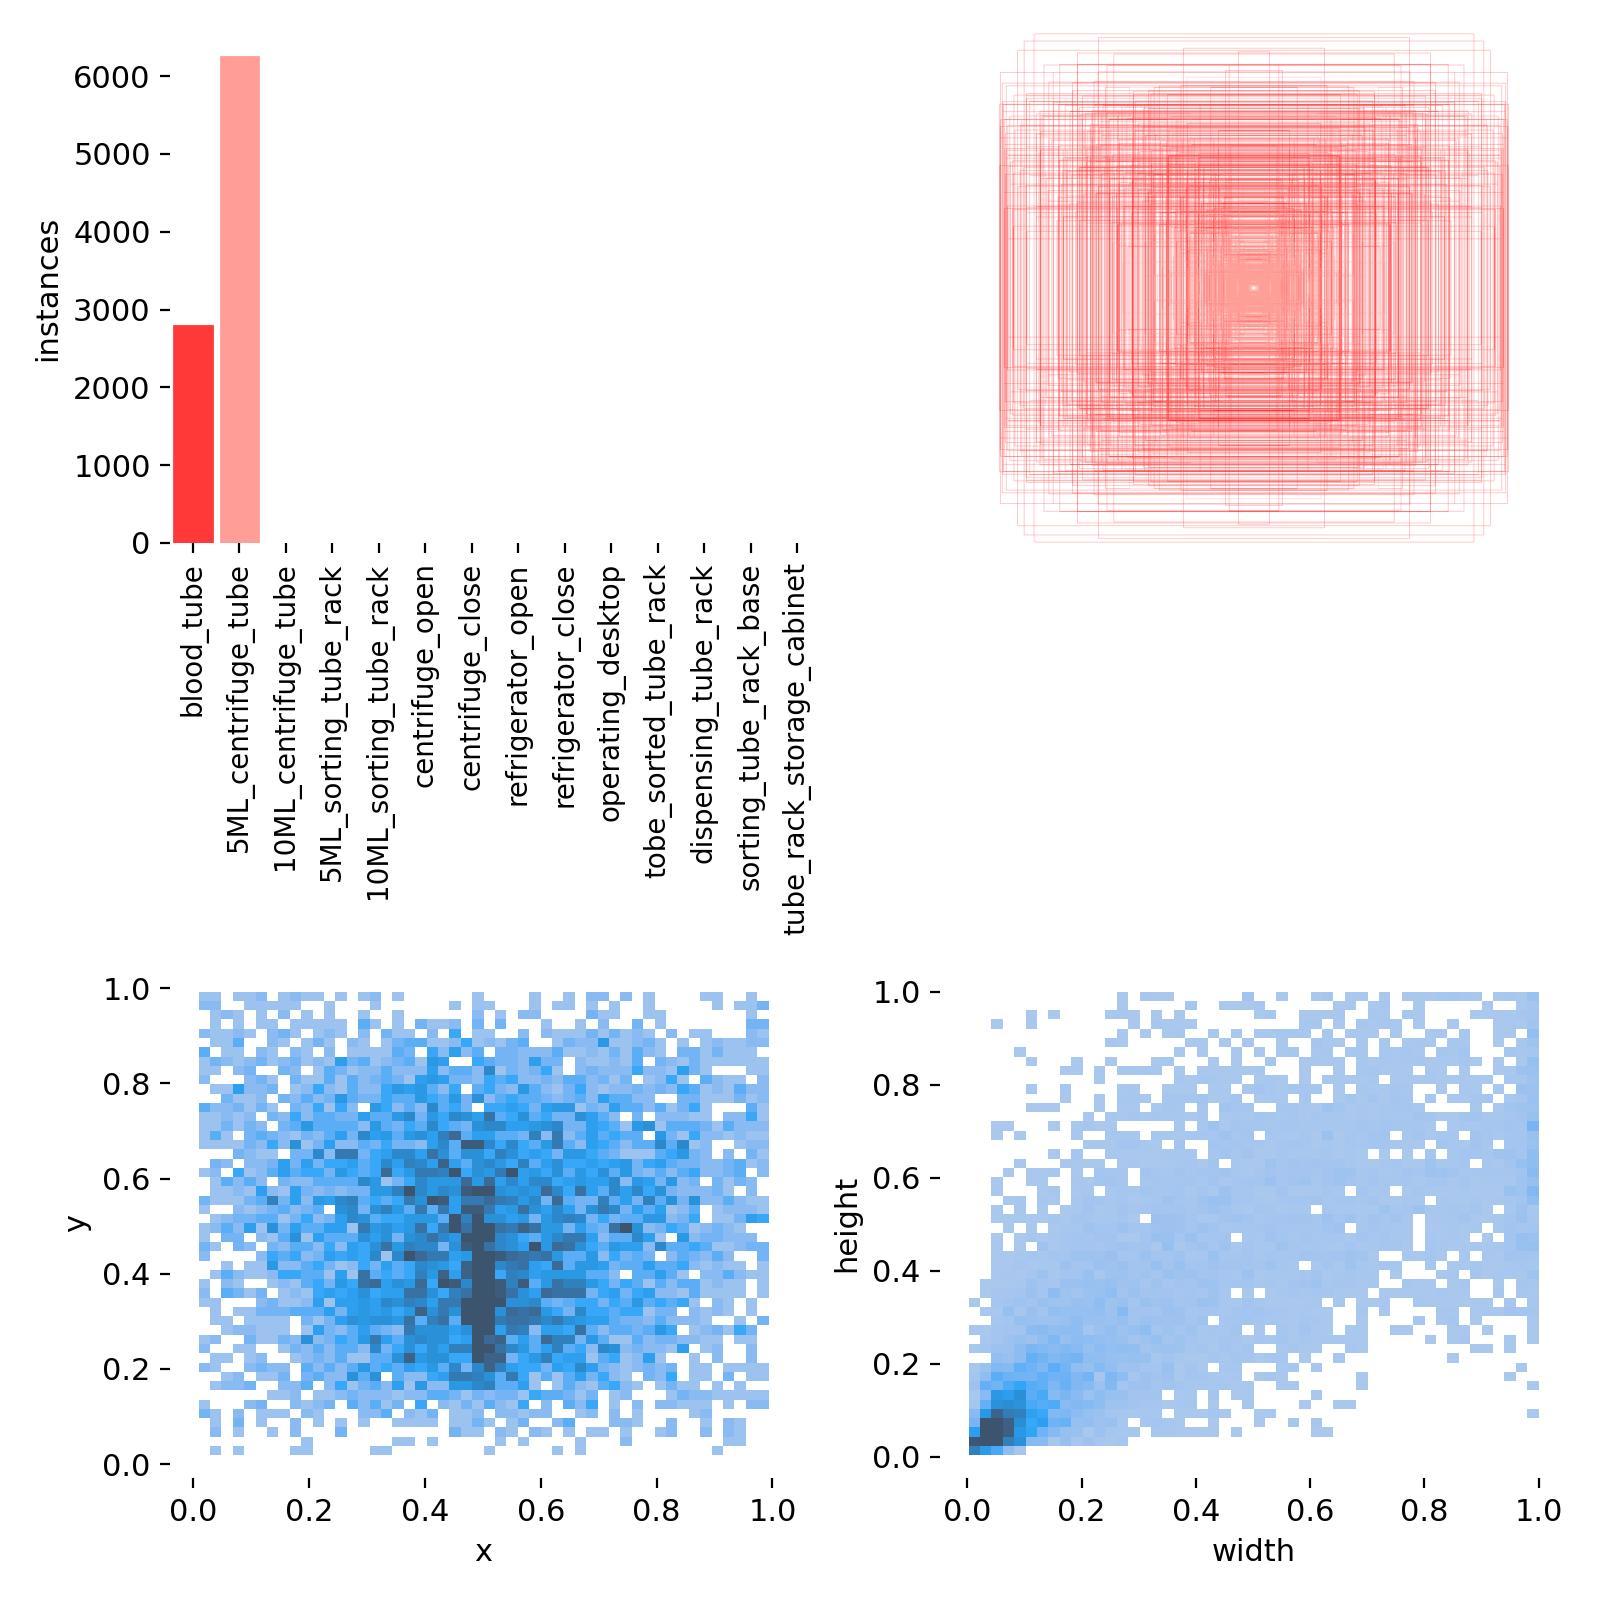 instances
6000
5000
4000
3000
2000
1000
0
blood_tube
5ML_centrifuge_tube
10ML_centrifuge_tube
5ML_sorting_tube_rack
10ML_sorting_tube_rack
centrifuge_open
centrifuge_close
refrigerator_open
refrigerator_close
operating_desktop
tobe_sorted_tube_rack
dispensing_tube_rack
sorting_tube_rack_base
tube_rack_storage_cabinet
y
1.0
0.8
0.6
0.4
0.2
0.0
0.0 0.2 0.4 0.6 0.8 1.0
x
height
1.0
0.8
0.6
0.4
0.2
0.0
0.0 0.2 0.4 0.6 0.8 1.0
width